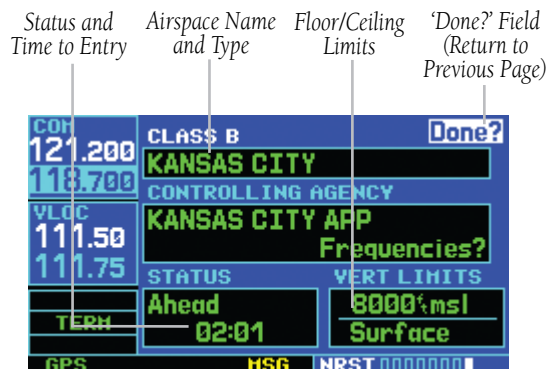 Status and
Time to Entry
Airspace Name
and Type
Floor/Ceiling
Limits
'Done?' Field
(Return to
Previous Page)
COM
121.200
118.700
VLOC
111.50
111.75
TERM
GPS
CLASS B
Done?
KANSAS CITY
CONTROLLING AGENCY
KANSAS CITY APP
Frequencies?
STATUS
Ahead
02:01
VERT LIMITS
8000ft msl
Surface
MSG
NRST